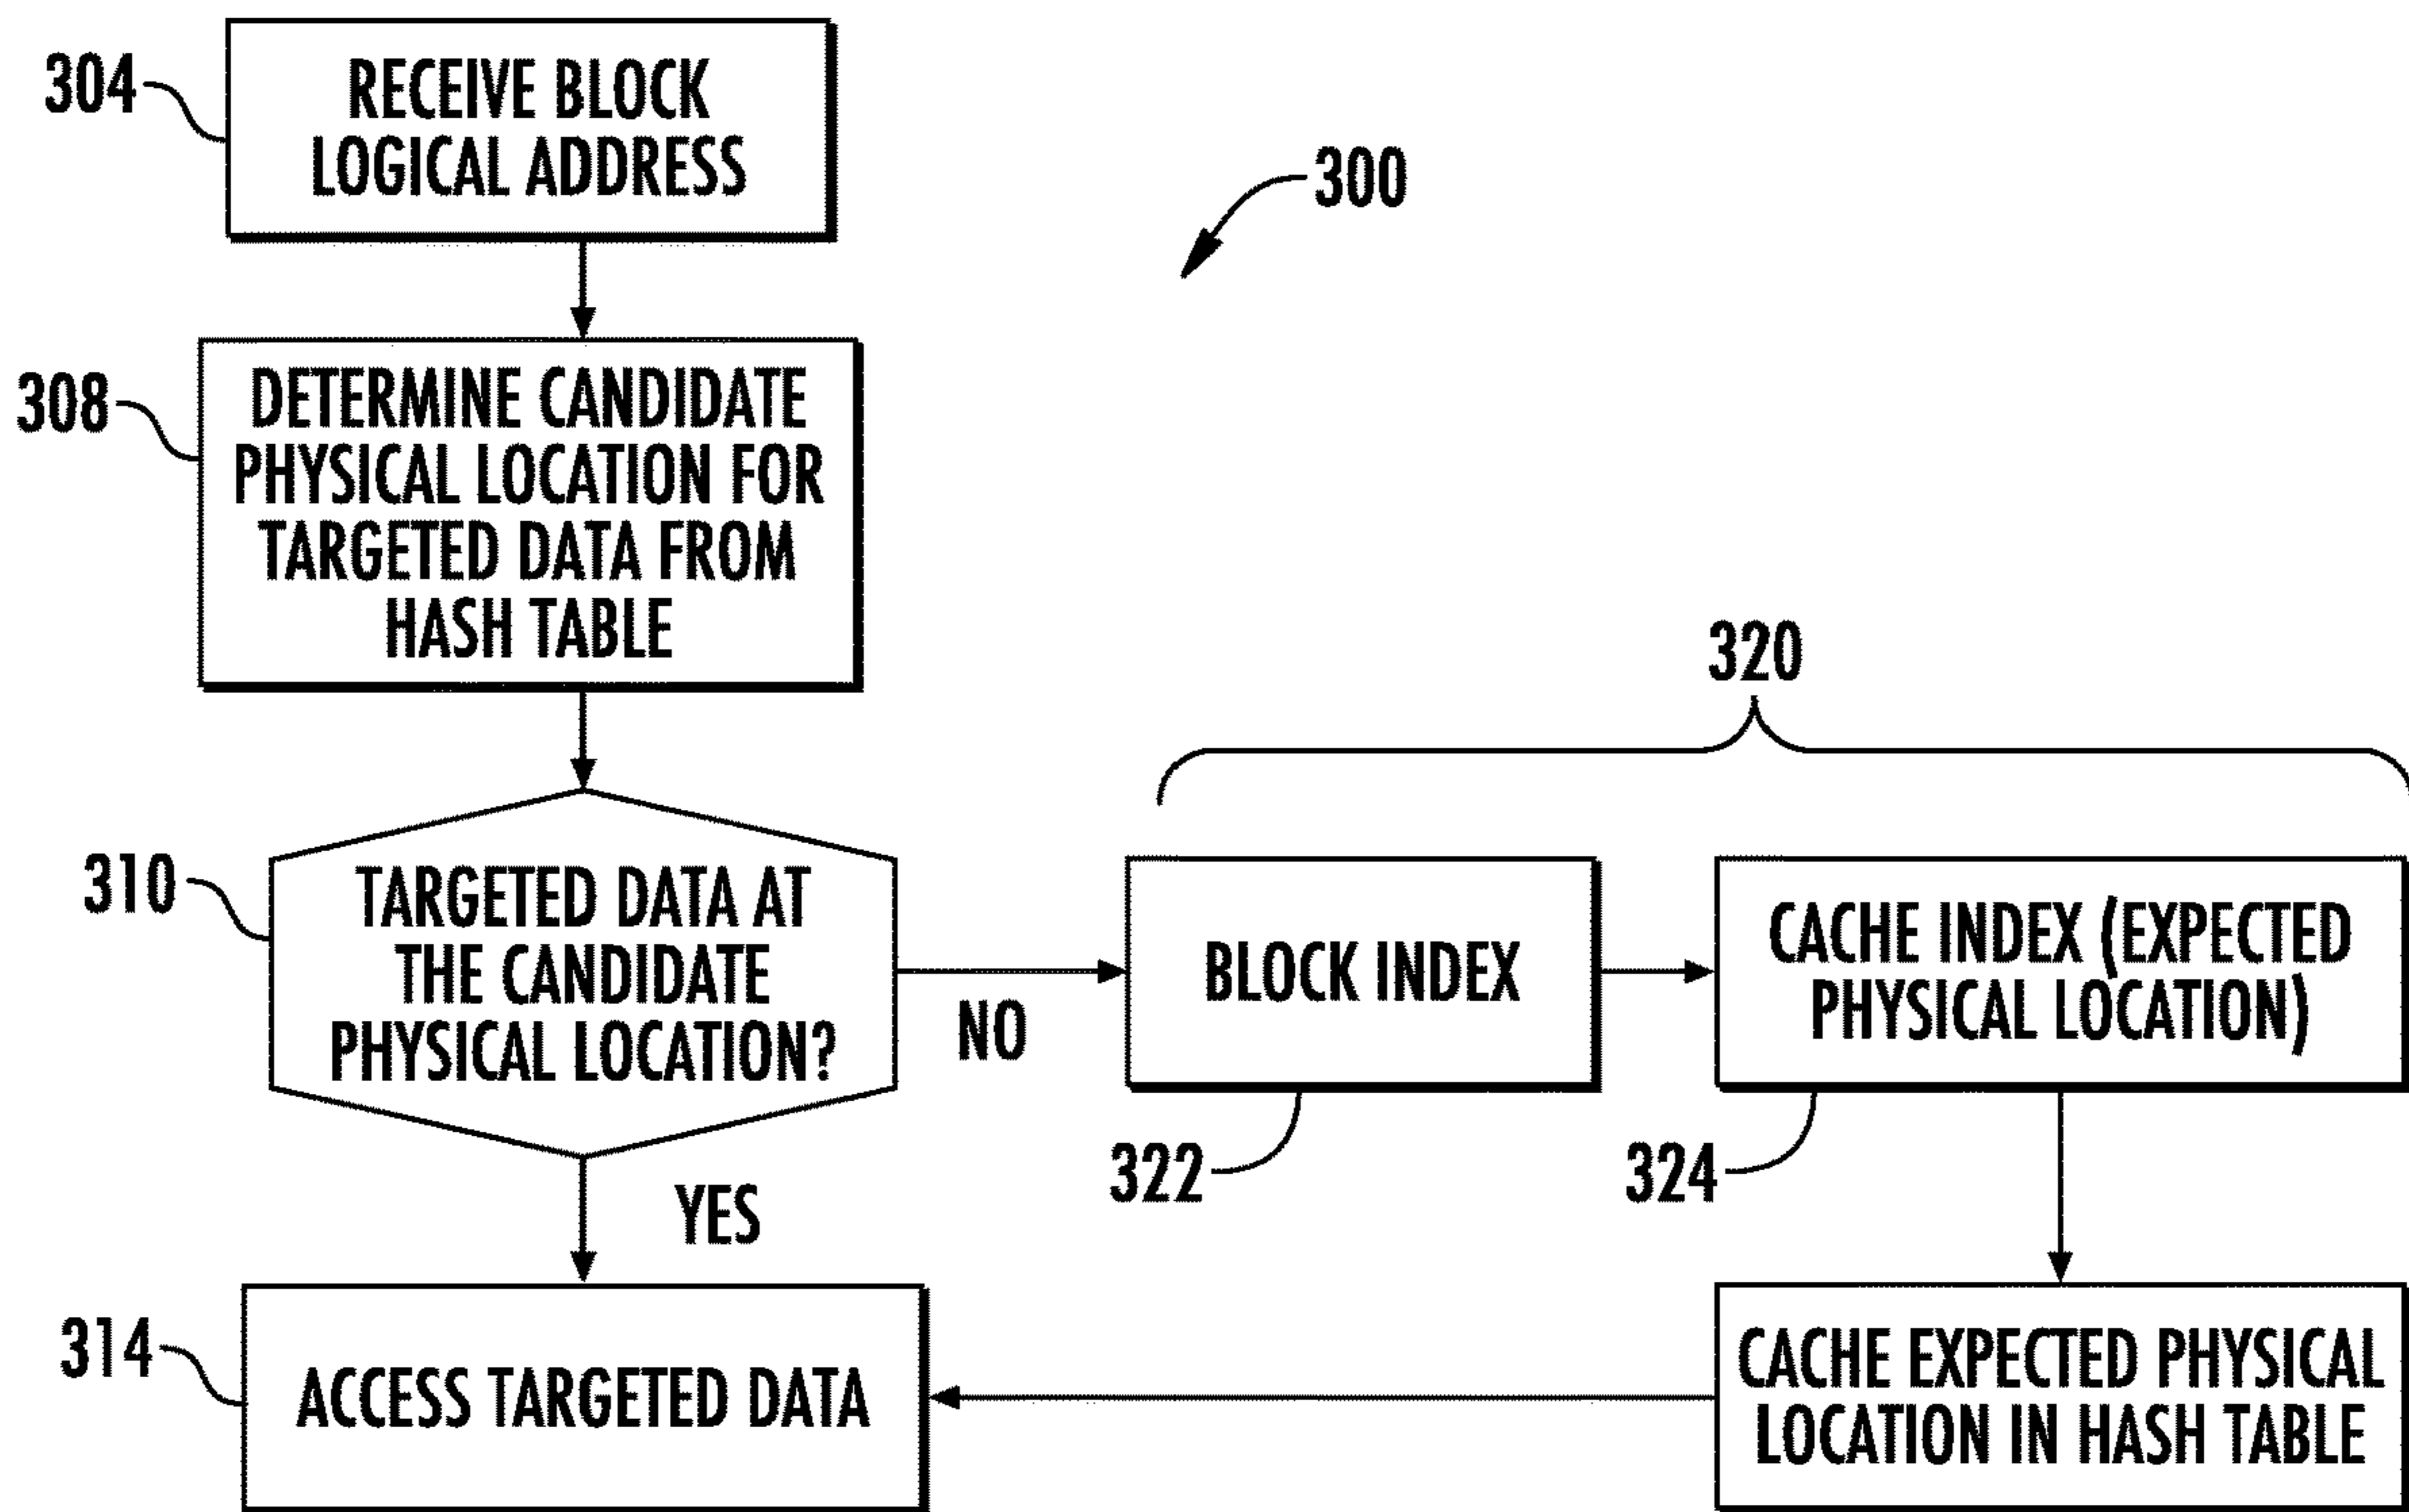 304
RECEIVE BLOCK
LOGICAL ADDRESS
300
308
DETERMINE CANDIDATE
PHYSICAL LOCATION FOR
TARGETED DATA FROM
HASH TABLE
320
310
TARGETED DATA AT
THE CANDIDATE
PHYSICAL LOCATION?
NO
BLOCK INDEX
322
CACHE INDEX (EXPECTED
PHYSICAL LOCATION)
324
YES
314
ACCESS TARGETED DATA
CACHE EXPECTED PHYSICAL
LOCATION IN HASH TABLE